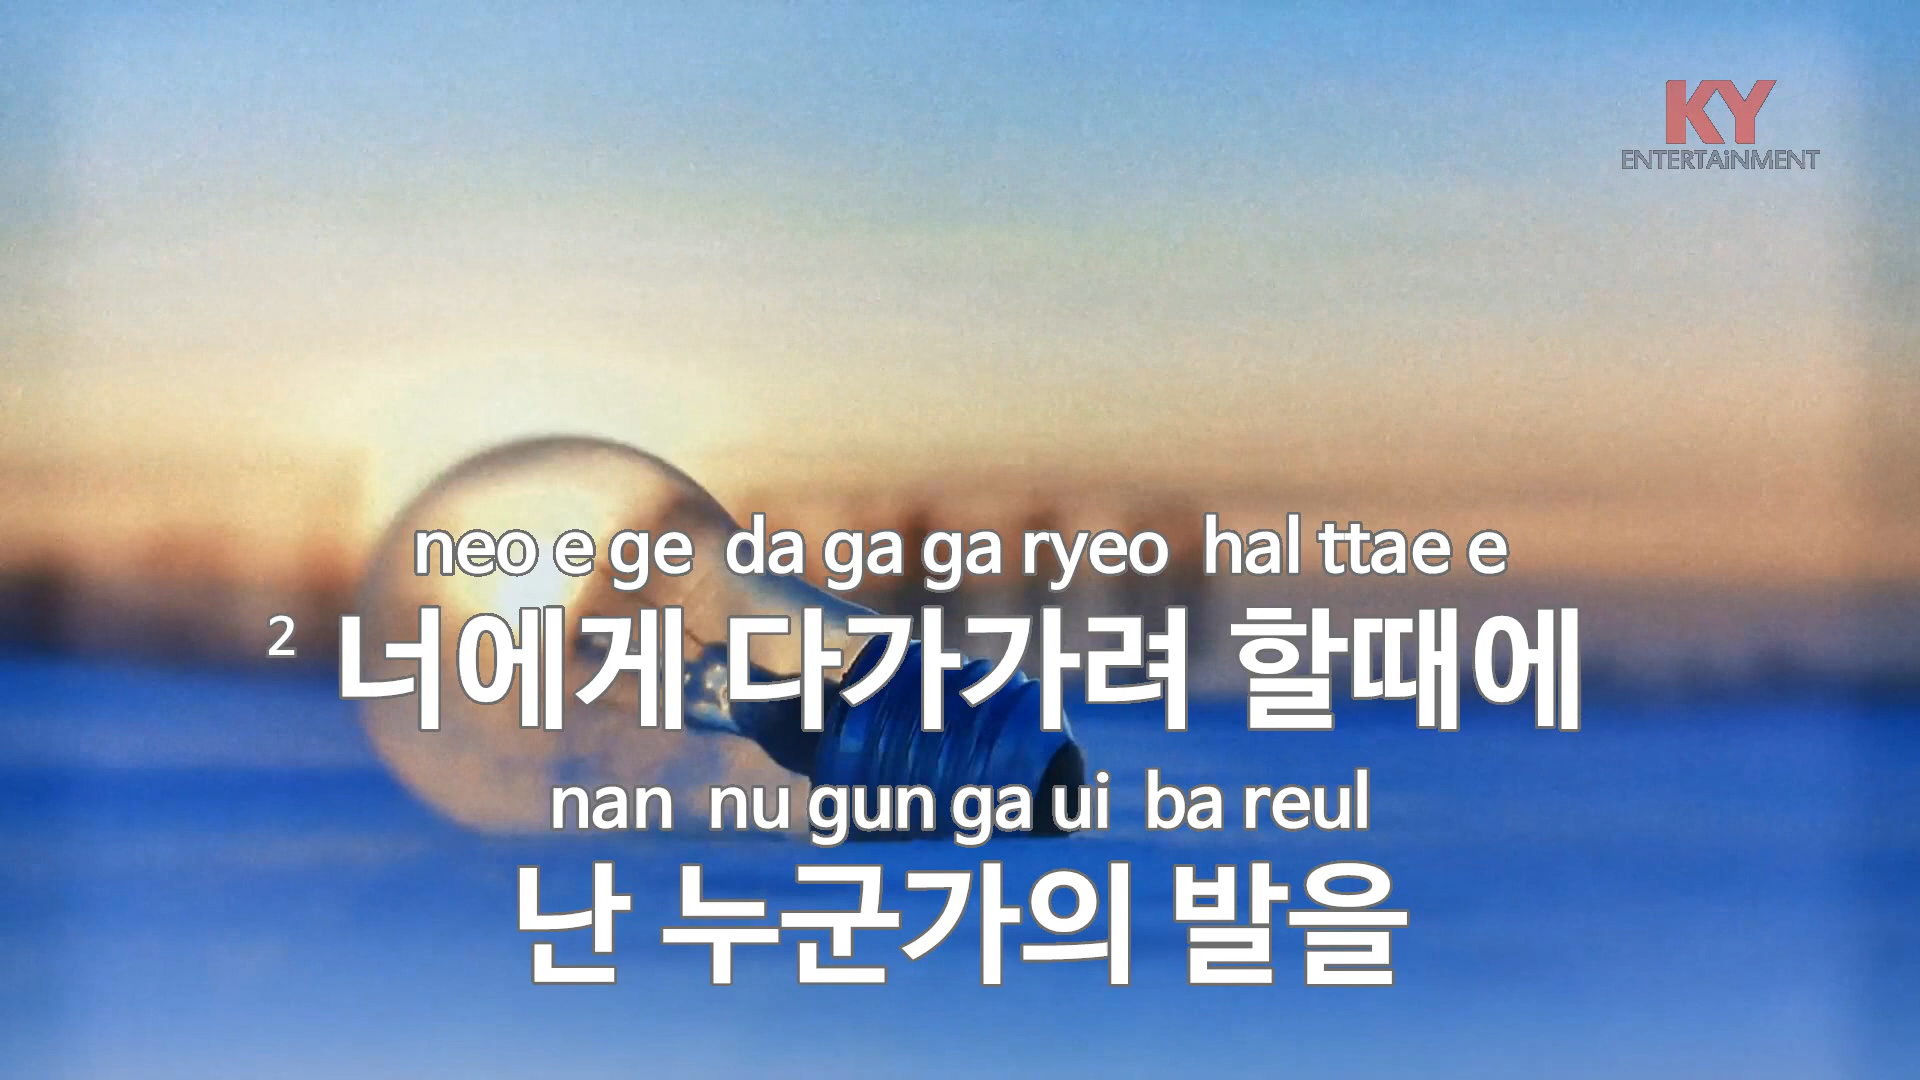 KY
ENTERTAiNMENT
neo e ge da ga ga ryeo hal ttae e
2 너에게 다가가려 할때에
nan nu gun ga ui ba reul
난 누군가의 발을